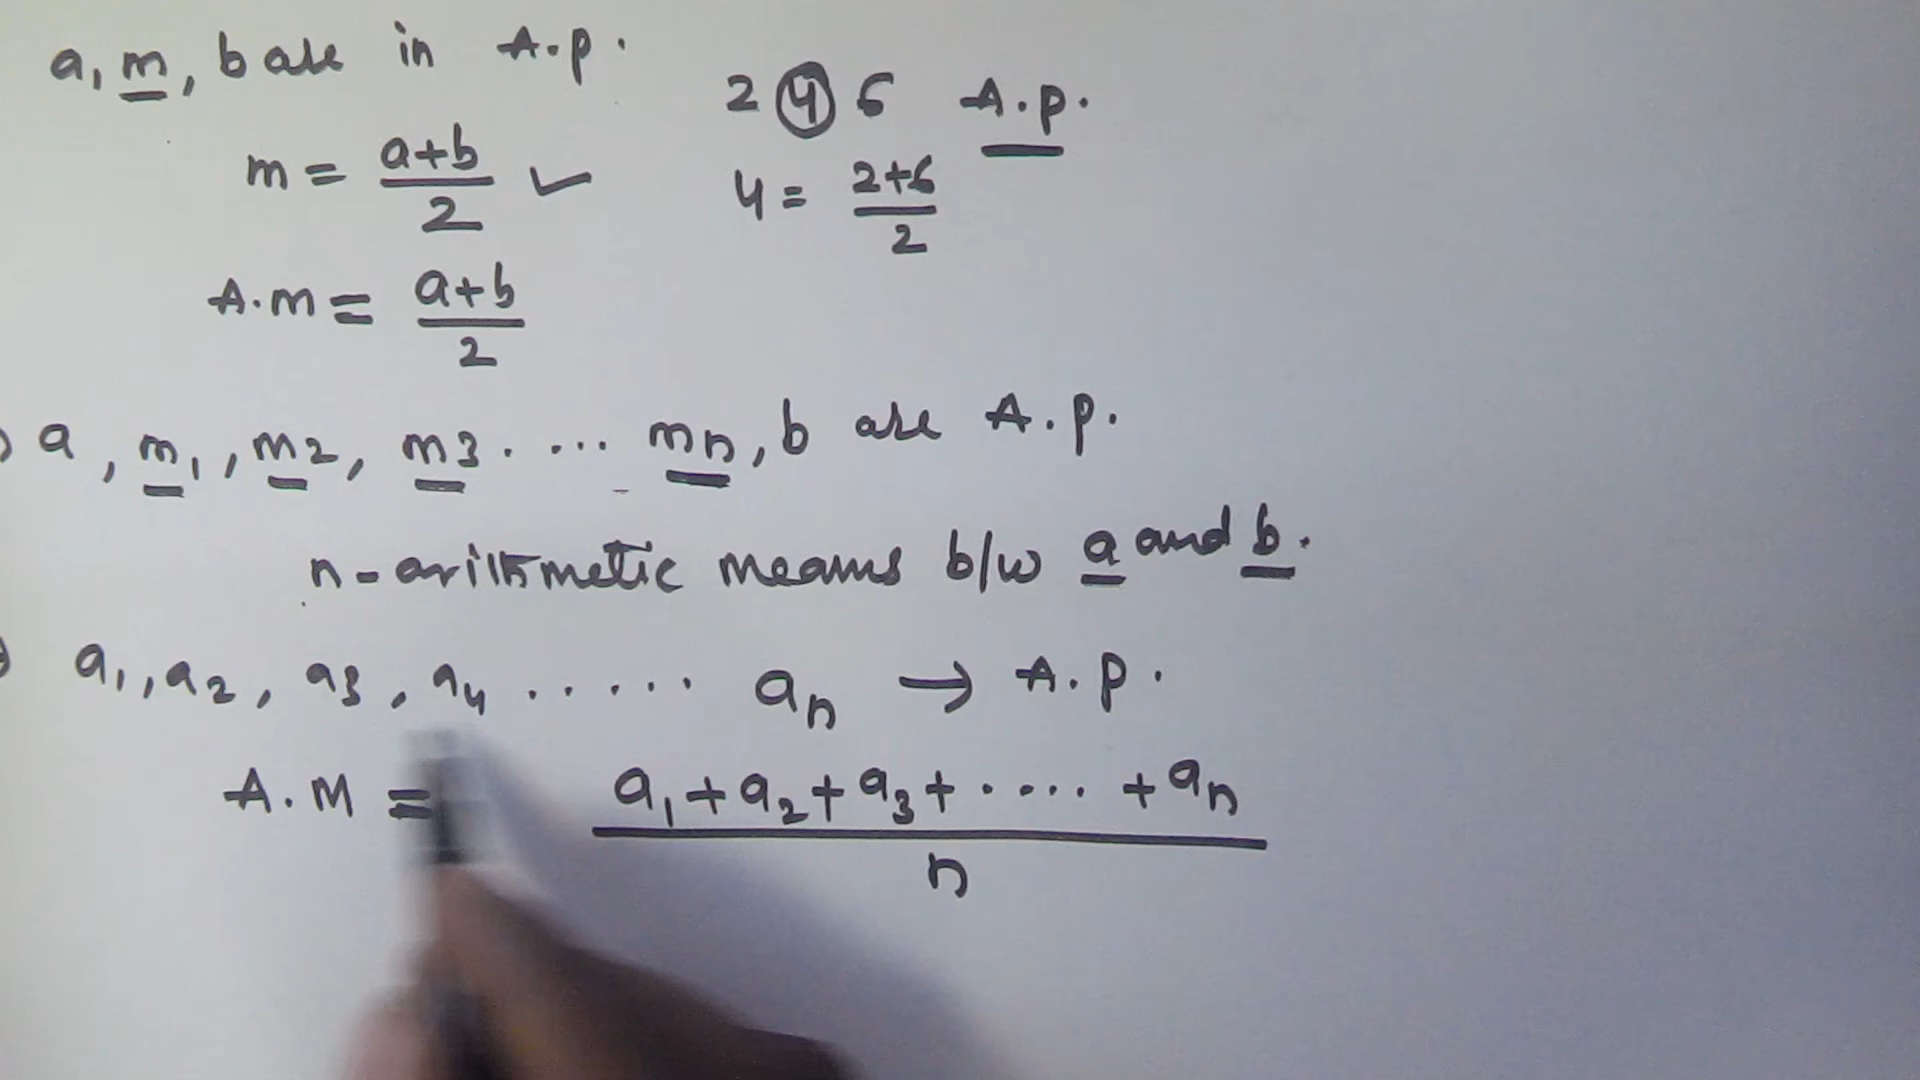 a, m, b are in A.p.
m = a+b / 2 ✓
A.m = a+b / 2
2 4 6 A.p.
4 = 2+6 / 2
a, m1, m2, m3. ... mn, b are A.p.
n-arithmetic means b/w a and b.
a1, a2, a3, a4 ...... an → A.p.
A.M = a1+a2+a3+ .... +an / n